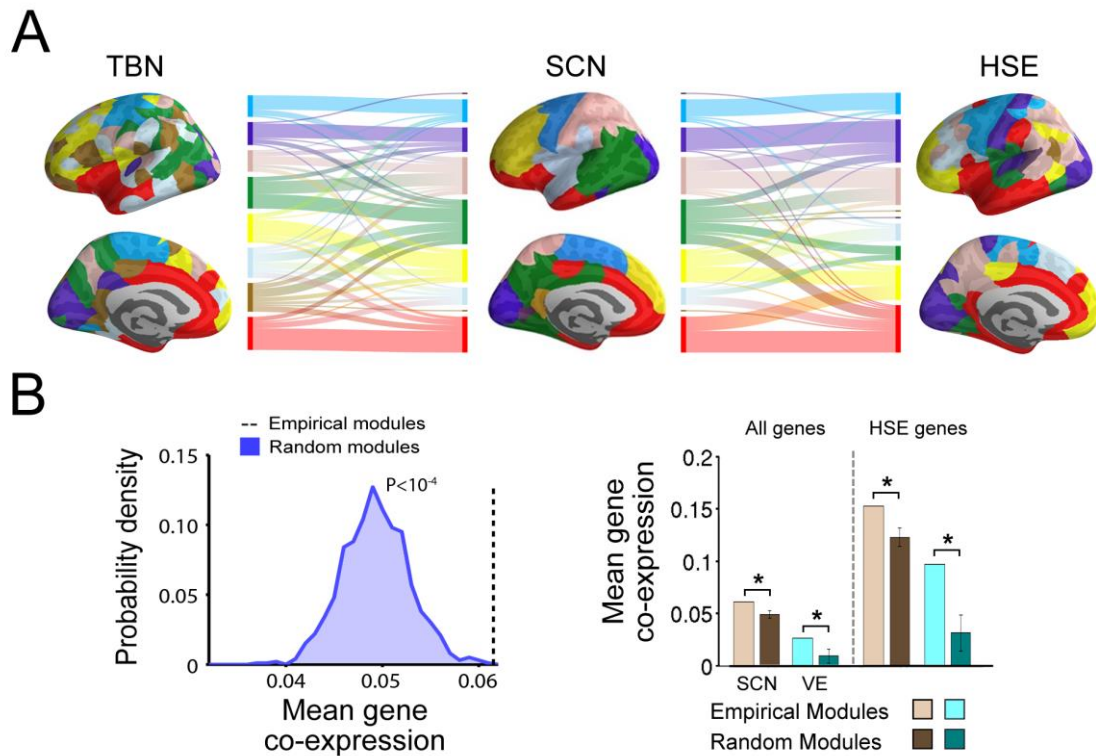 A
TBN
SCN
HSE
B
Empirical modules
Random modules
Probability density
0.15
0.10
0.05
0
P<10⁻⁴
0.04
0.05
0.06
Mean gene
co-expression
All genes
HSE genes
Mean gene
co-expression
0.2
0.15
0.1
0.05
0
*
*
*
*
SCN
VE
Empirical Modules
Random Modules